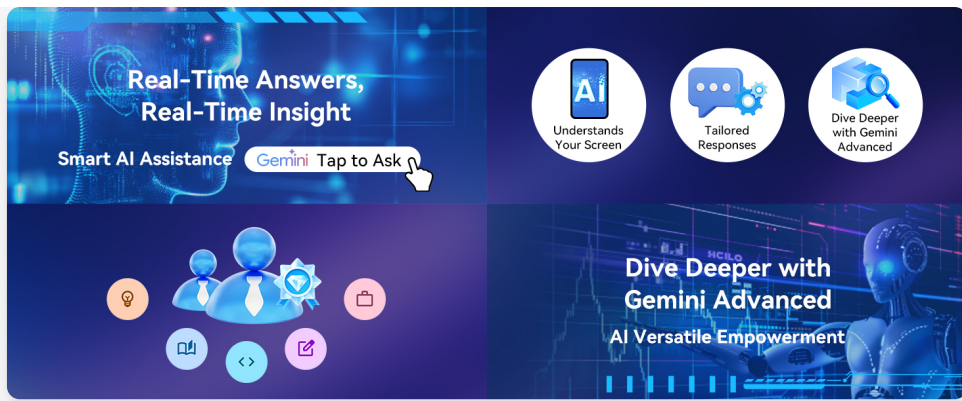 Real-Time Answers,
Real-Time Insight
Smart AI Assistance
Gemini Tap to Ask
Ai
Understands
Your Screen
Tailored
Responses
Dive Deeper
with Gemini
Advanced
HCILO
Dive Deeper with
Gemini Advanced
AI Versatile Empowerment